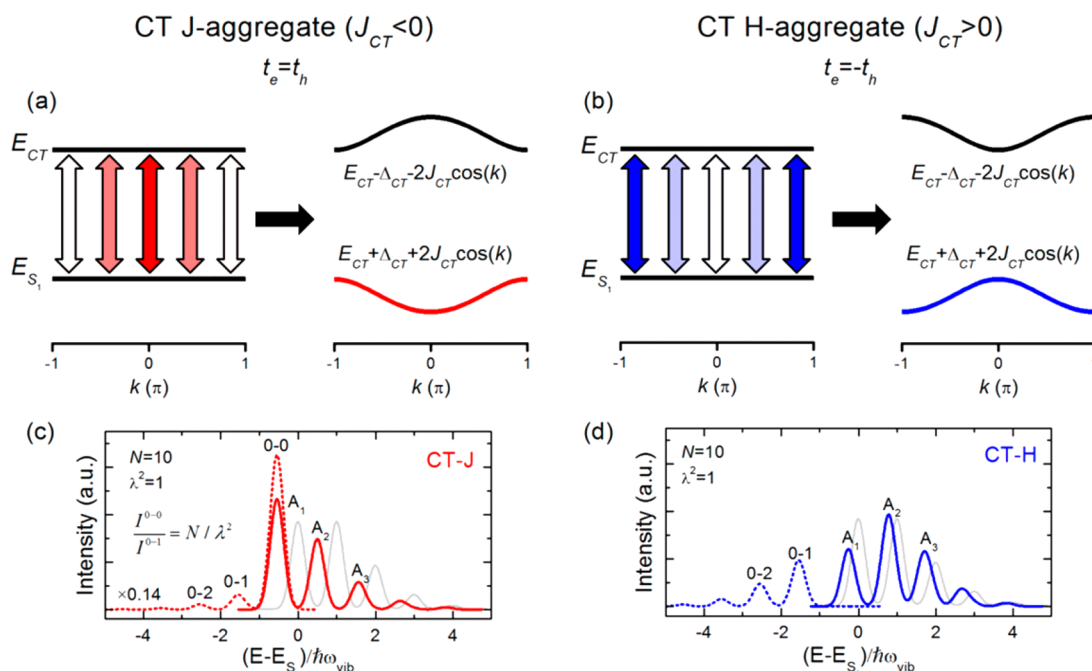 CT J-aggregate (J_CT<0)
t_e=t_h
CT H-aggregate (J_CT>0)
t_e=-t_h
(a)
E_CT
E_S₁
E_CT-Δ_CT-2J_CTcos(k)
E_CT+Δ_CT+2J_CTcos(k)
-1 0 1
k (π)
-1 0 1
k (π)
(b)
E_CT
E_S₁
E_CT-Δ_CT-2J_CTcos(k)
E_CT+Δ_CT+2J_CTcos(k)
-1 0 1
k (π)
-1 0 1
k (π)
(c)
Intensity (a.u.)
N=10
λ²=1
I^0-0 / I^0-1 = N / λ²
×0.14
0-2
0-1
0-0
A₁
A₂
A₃
CT-J
-4 -2 0 2 4
(E-E_S)/ħω_vib
(d)
Intensity (a.u.)
N=10
λ²=1
0-2
0-1
A₁
A₂
A₃
CT-H
-4 -2 0 2 4
(E-E_S)/ħω_vib